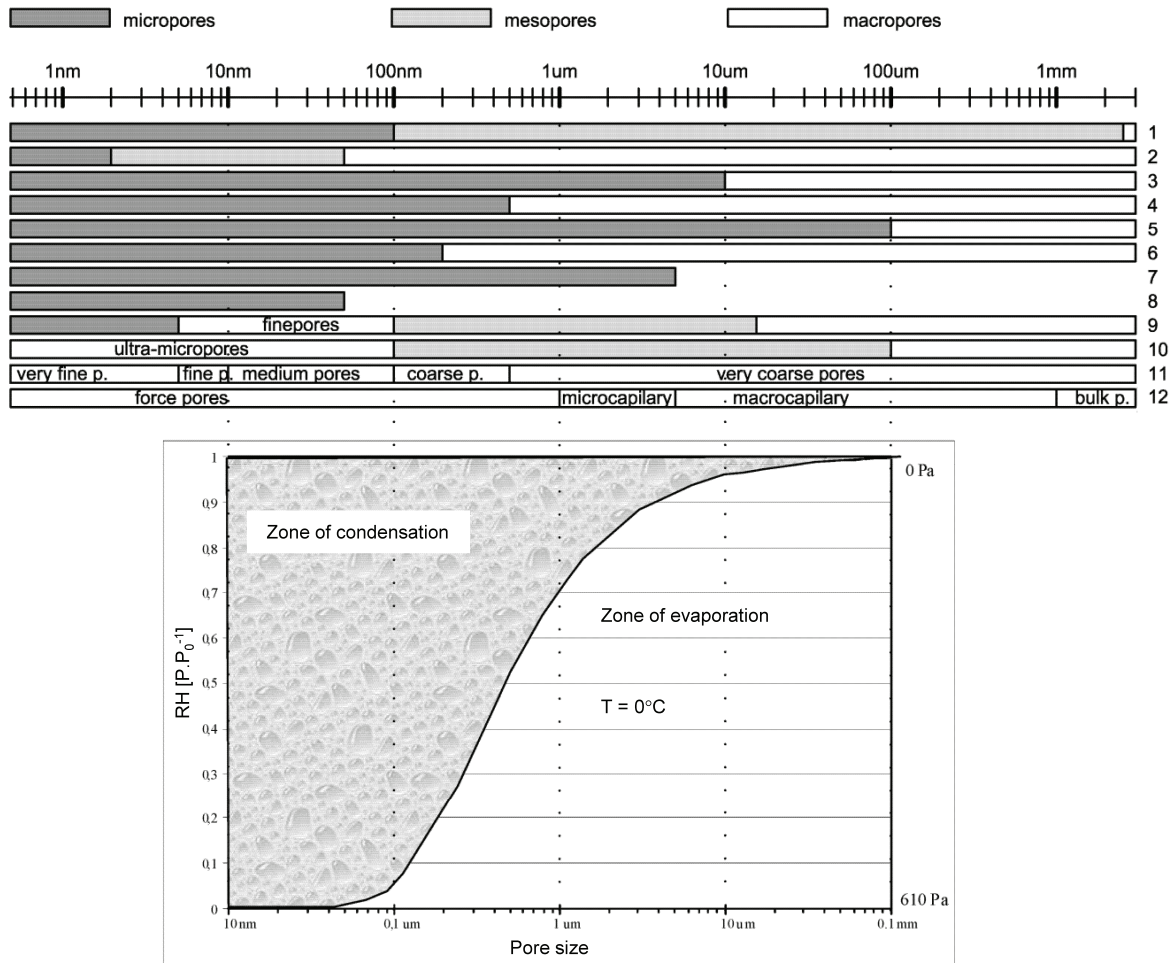 micropores mesopores macropores
1nm 10nm 100nm 1um 10um 100um 1mm
1
2
3
4
5
6
7
8
finepores 9
ultra-micropores 10
very fine p. fine p. medium pores coarse p. very coarse pores 11
force pores microcapilary macrocapilary bulk p. 12
1 0 Pa
0,9
Zone of condensation
0,8
0,7
Zone of evaporation
0,6
RH [P.P₀⁻¹]
0,5
T = 0°C
0,4
0,3
0,2
0,1
0 610 Pa
10nm 0,1um 1um 10um 0.1mm
Pore size